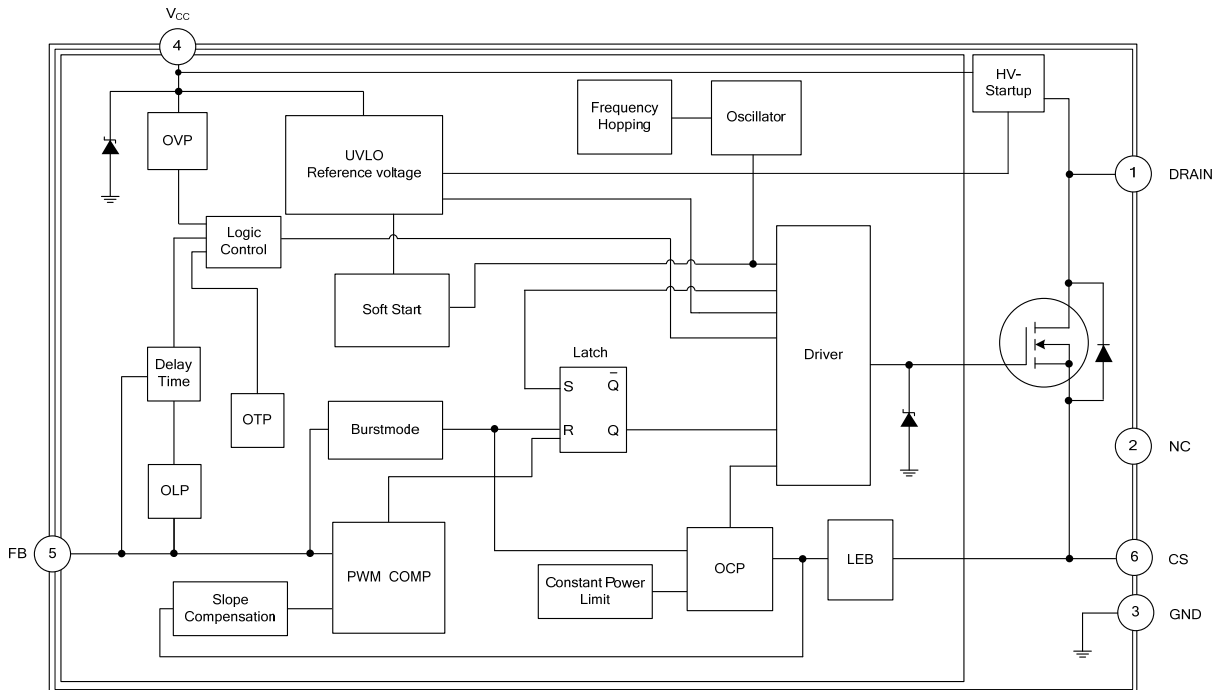 VCC
4
HV-
Startup
Frequency
Hopping
Oscillator
OVP
UVLO
Reference voltage
1
DRAIN
Logic
Control
Soft Start
Driver
Latch
Delay
Time
S
Q
OTP
Burstmode
R
Q
2
NC
OLP
FB
5
PWM COMP
OCP
LEB
6
CS
Constant Power
Limit
Slope
Compensation
3
GND